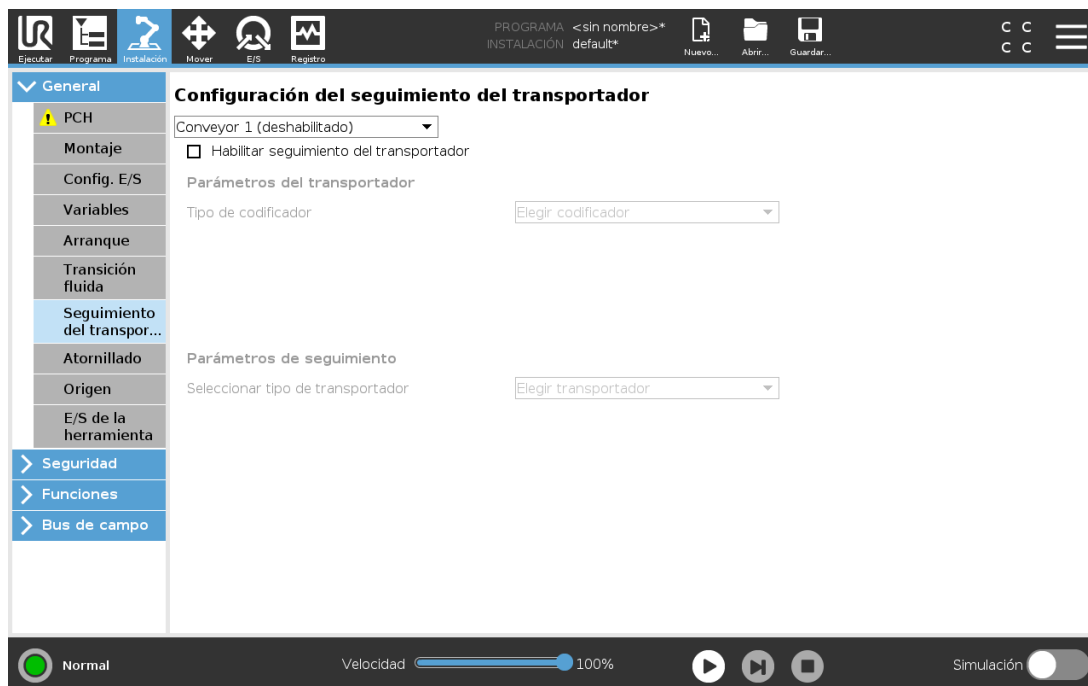 UR
Ejecutar
Programa
Instalación
Mover
E/S
Registro
PROGRAMA <sin nombre>*
INSTALACIÓN default*
Nuevo...
Abrir...
Guardar...
C C
C C
General
PCH
Montaje
Config. E/S
Variables
Arranque
Transición
fluida
Seguimiento
del transpor...
Atornillado
Origen
E/S de la
herramienta
Seguridad
Funciones
Bus de campo
Configuración del seguimiento del transportador
Conveyor 1 (deshabilitado)
Habilitar seguimiento del transportador
Parámetros del transportador
Tipo de codificador Elegir codificador
Parámetros de seguimiento
Seleccionar tipo de transportador Elegir transportador
Normal
Velocidad 100%
Simulación